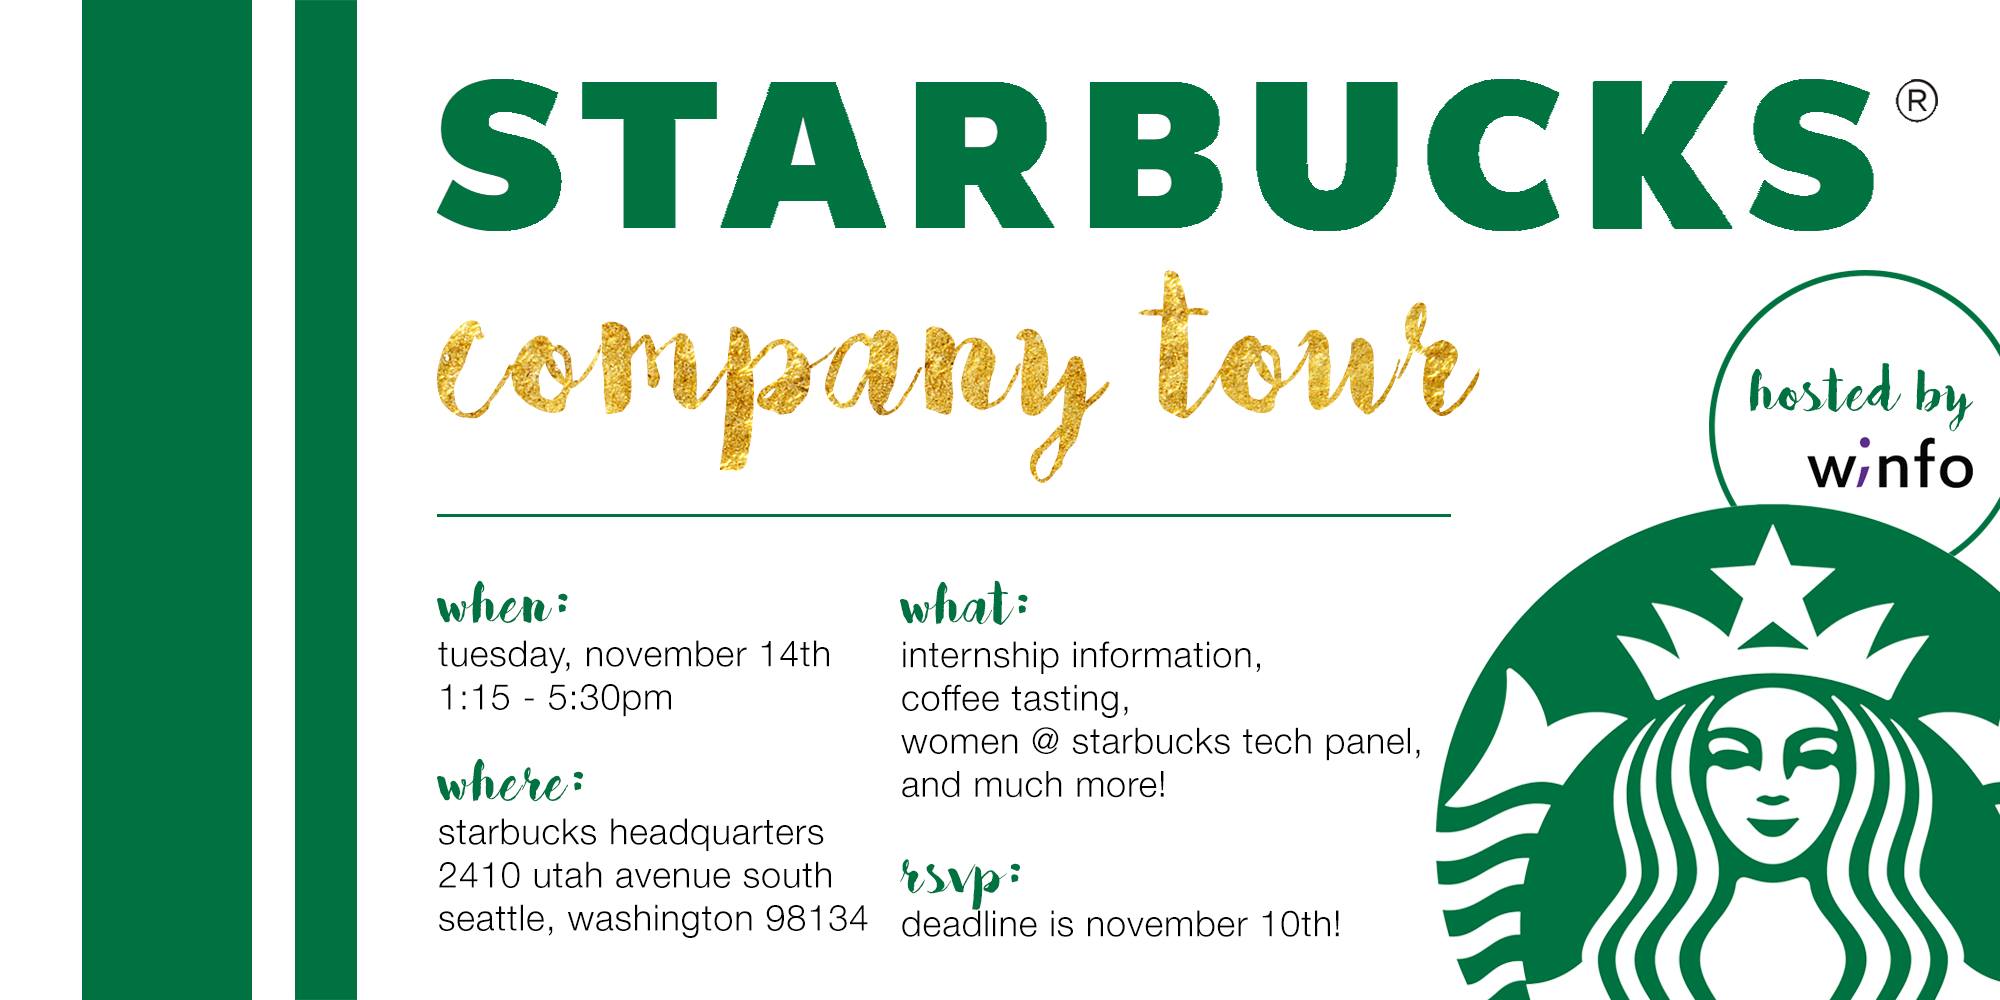 STARBUCKS®
company tour
hosted by
winfo
when:
tuesday, november 14th
1:15 - 5:30pm
where:
starbucks headquarters
2410 utah avenue south
seattle, washington 98134
what:
internship information,
coffee tasting,
women @ starbucks tech panel,
and much more!
rsvp:
deadline is november 10th!